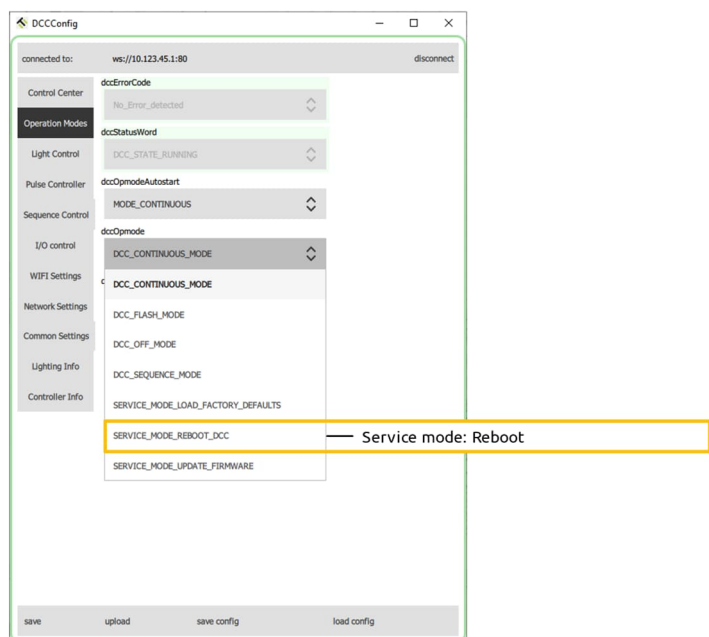 DCCConfig
connected to: ws://10.123.45.1:80 disconnect
Control Center
Operation Modes
Light Control
Pulse Controller
Sequence Control
I/O control
WIFI Settings
Network Settings
Common Settings
Lighting Info
Controller Info
dccErrorCode
No_Error_detected
dccStatusWord
DCC_STATE_RUNNING
dccOpmodeAutostart
MODE_CONTINUOUS
dccOpmode
DCC_CONTINUOUS_MODE
DCC_CONTINUOUS_MODE
DCC_FLASH_MODE
DCC_OFF_MODE
DCC_SEQUENCE_MODE
SERVICE_MODE_LOAD_FACTORY_DEFAULTS
SERVICE_MODE_REBOOT_DCC
Service mode: Reboot
SERVICE_MODE_UPDATE_FIRMWARE
save upload save config load config